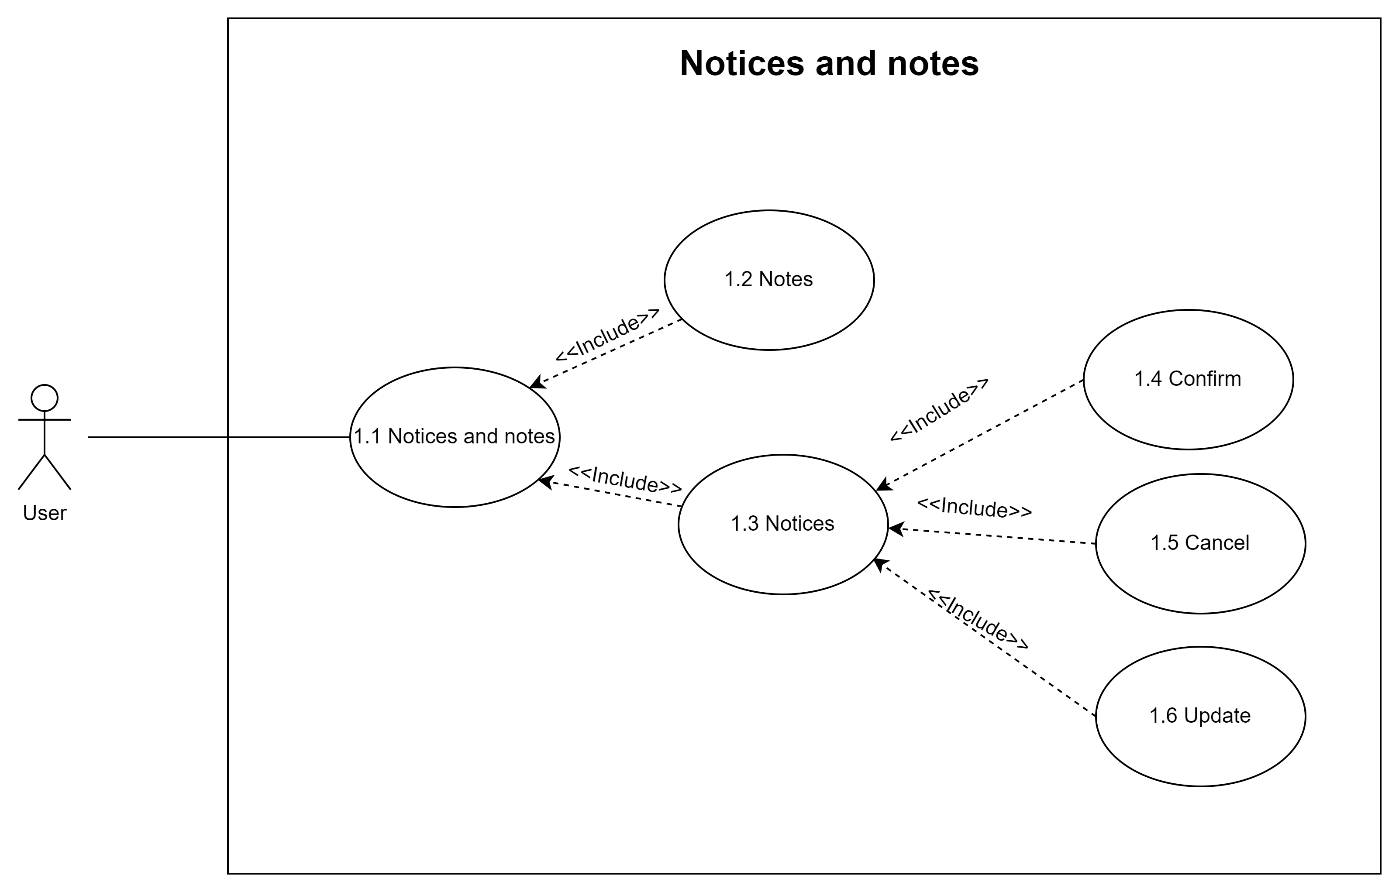 Notices and notes
1.2 Notes
<<Include>>
1.4 Confirm
<<Include>>
1.1 Notices and notes
<<Include>>
1.3 Notices
<<Include>>
1.5 Cancel
User
<<Include>>
1.6 Update